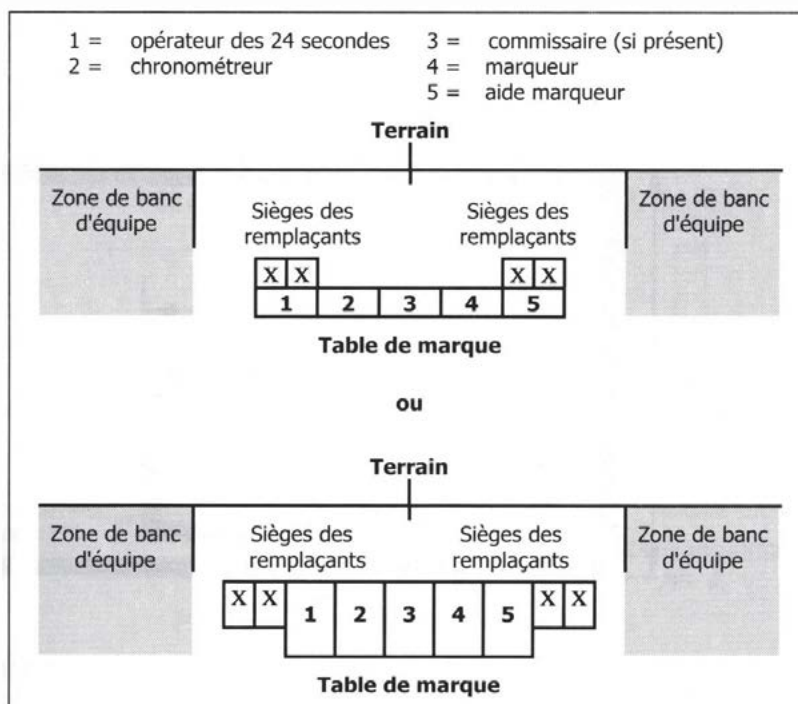 1 = opérateur des 24 secondes 3 = commissaire (si présent)
2 = chronométreur 4 = marqueur
5 = aide marqueur
Terrain
Zone de banc d'équipe
Sièges des remplaçants
Sièges des remplaçants
Zone de banc d'équipe
X X X X
1 2 3 4 5
Table de marque
ou
Terrain
Zone de banc d'équipe
Sièges des remplaçants
Sièges des remplaçants
Zone de banc d'équipe
X X 1 2 3 4 5 X X
Table de marque